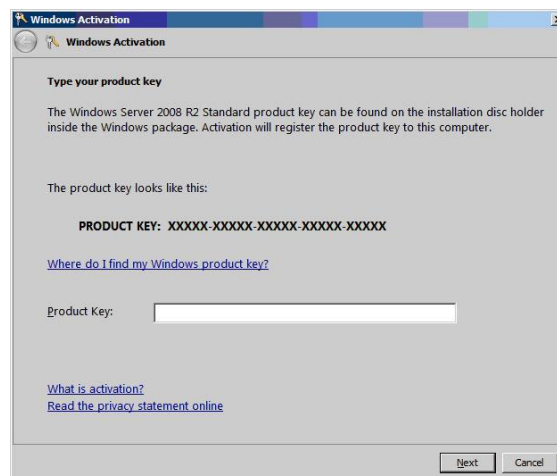 Windows Activation
Windows Activation
Type your product key
The Windows Server 2008 R2 Standard product key can be found on the installation disc holder
inside the Windows package. Activation will register the product key to this computer.
The product key looks like this:
PRODUCT KEY: XXXXX-XXXXX-XXXXX-XXXXX-XXXXX
Where do I find my Windows product key?
Product Key:
What is activation?
Read the privacy statement online
Next Cancel